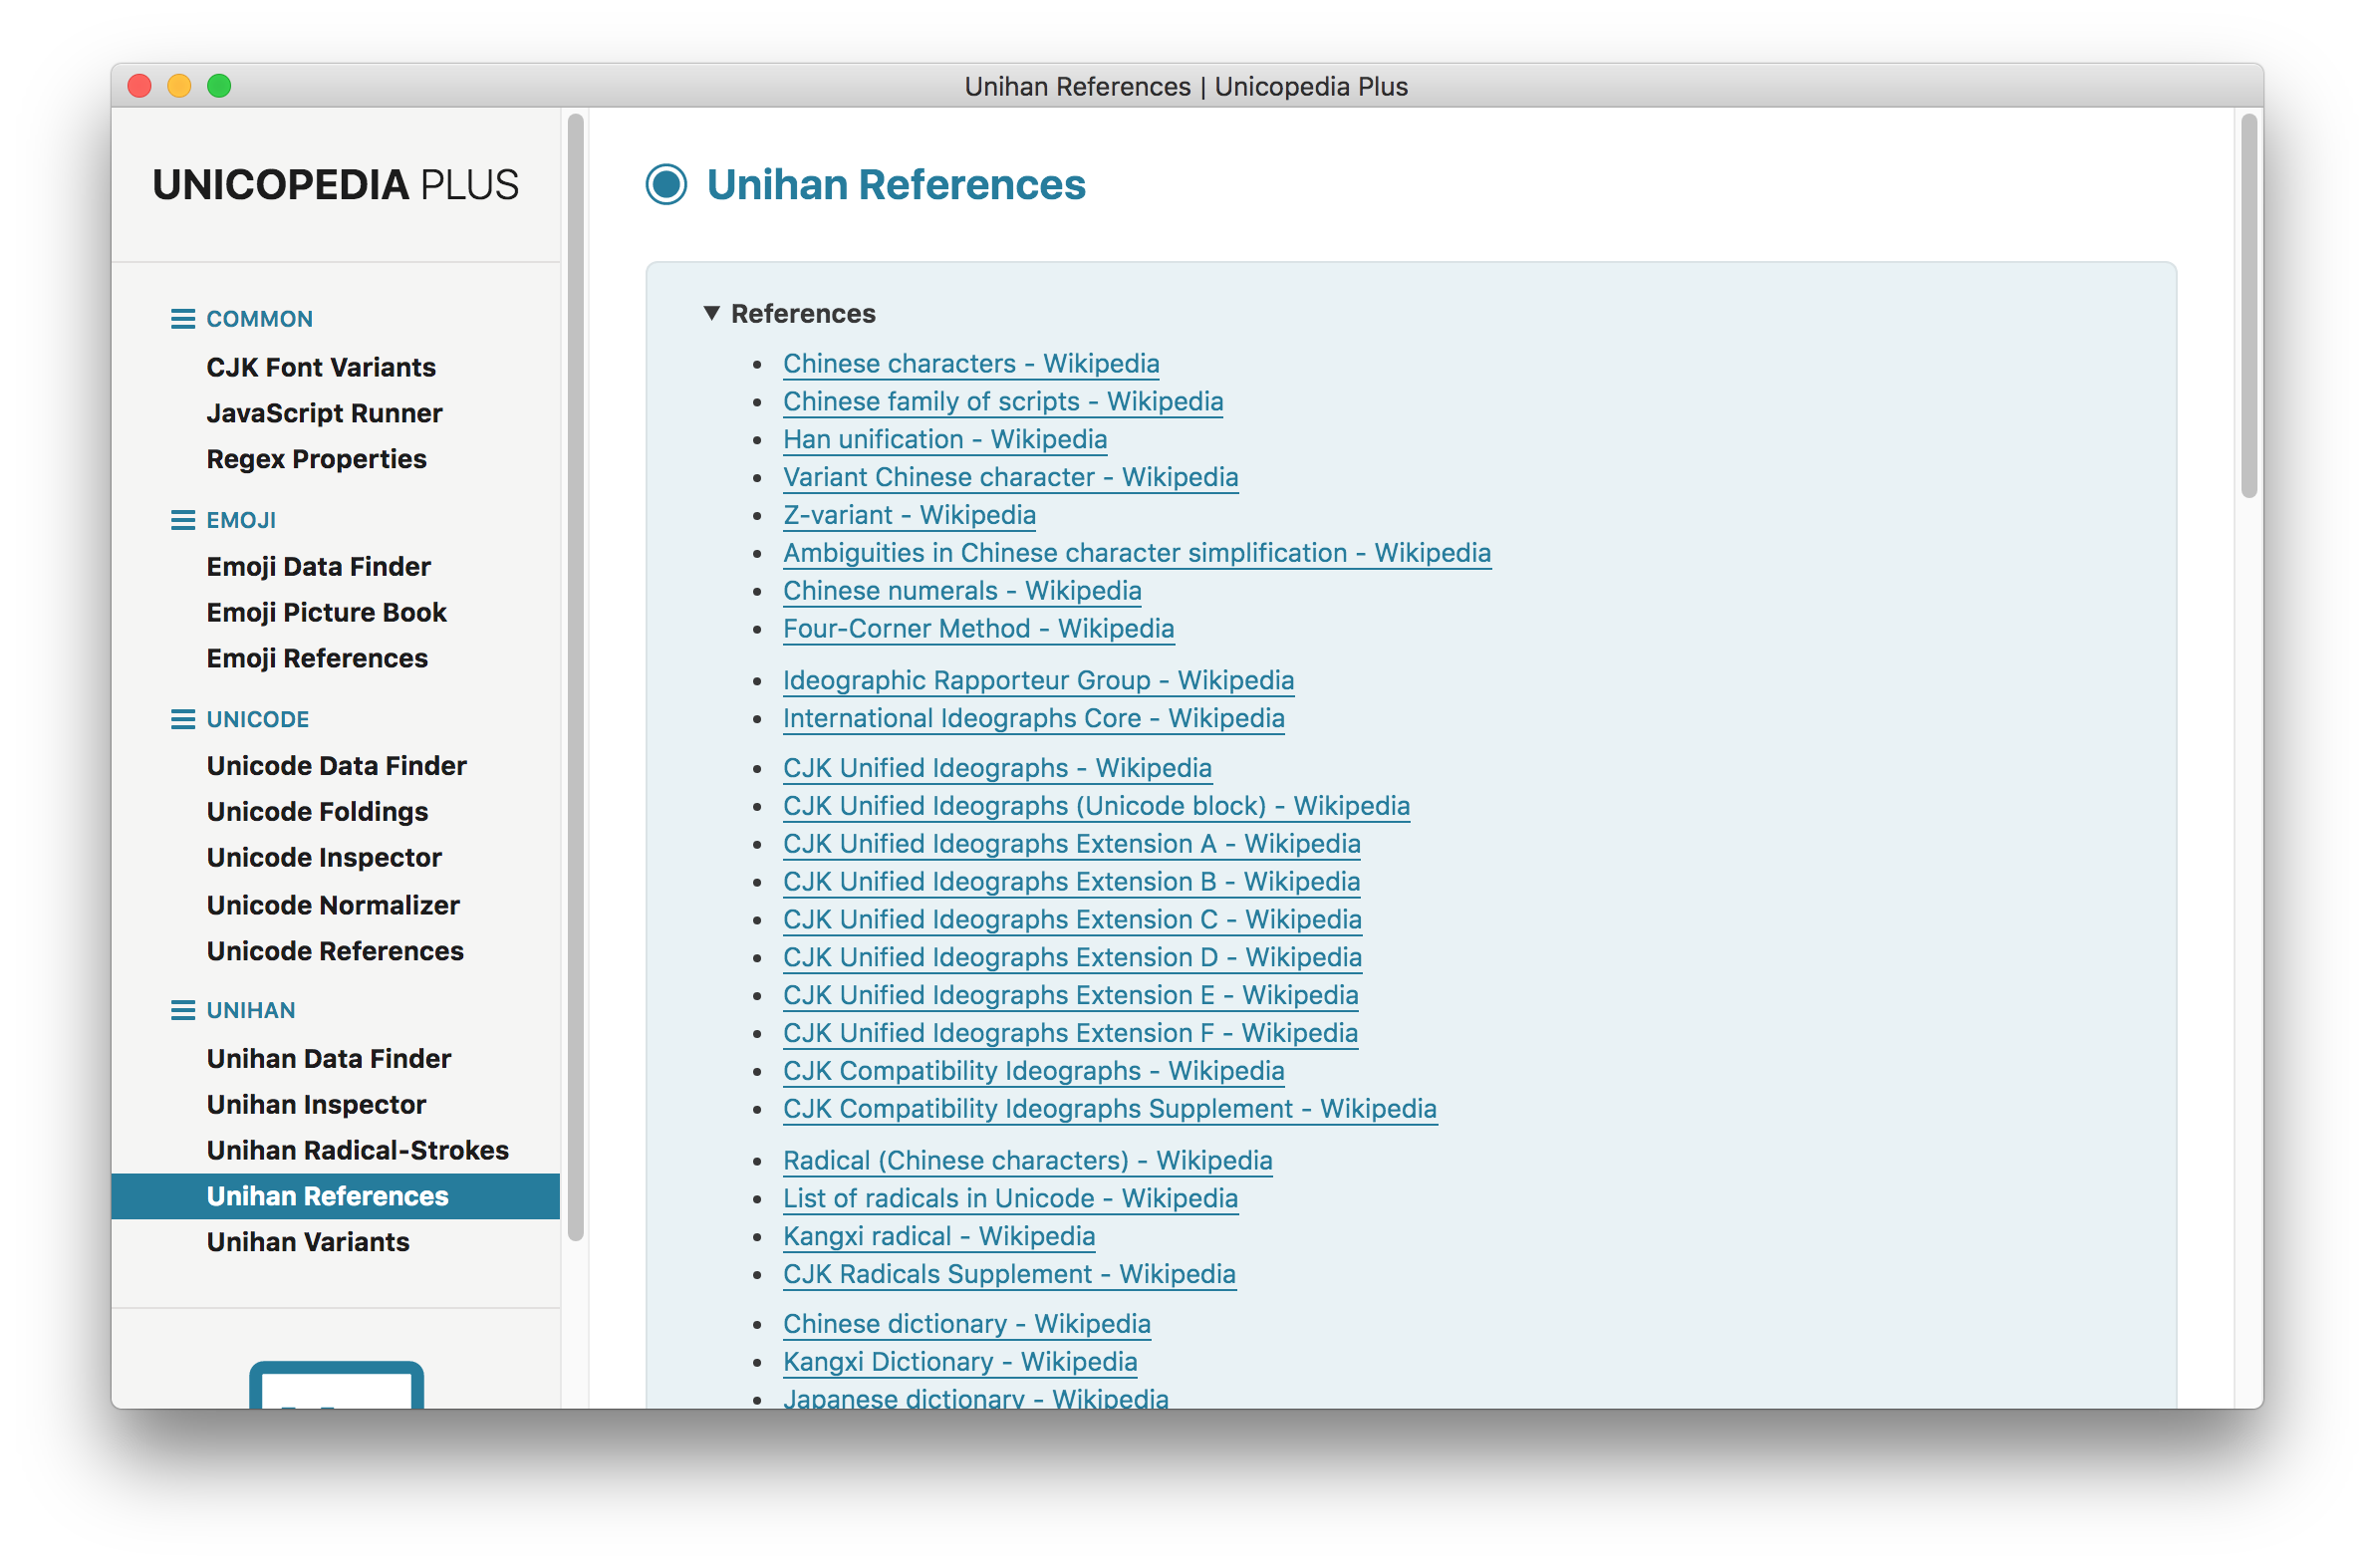 Unihan References | Unicopedia Plus
UNICOPEDIA PLUS
COMMON
CJK Font Variants
JavaScript Runner
Regex Properties
EMOJI
Emoji Data Finder
Emoji Picture Book
Emoji References
UNICODE
Unicode Data Finder
Unicode Foldings
Unicode Inspector
Unicode Normalizer
Unicode References
UNIHAN
Unihan Data Finder
Unihan Inspector
Unihan Radical-Strokes
Unihan References
Unihan Variants
Unihan References
References
Chinese characters - Wikipedia
Chinese family of scripts - Wikipedia
Han unification - Wikipedia
Variant Chinese character - Wikipedia
Z-variant - Wikipedia
Ambiguities in Chinese character simplification - Wikipedia
Chinese numerals - Wikipedia
Four-Corner Method - Wikipedia
Ideographic Rapporteur Group - Wikipedia
International Ideographs Core - Wikipedia
CJK Unified Ideographs - Wikipedia
CJK Unified Ideographs (Unicode block) - Wikipedia
CJK Unified Ideographs Extension A - Wikipedia
CJK Unified Ideographs Extension B - Wikipedia
CJK Unified Ideographs Extension C - Wikipedia
CJK Unified Ideographs Extension D - Wikipedia
CJK Unified Ideographs Extension E - Wikipedia
CJK Unified Ideographs Extension F - Wikipedia
CJK Compatibility Ideographs - Wikipedia
CJK Compatibility Ideographs Supplement - Wikipedia
Radical (Chinese characters) - Wikipedia
List of radicals in Unicode - Wikipedia
Kangxi radical - Wikipedia
CJK Radicals Supplement - Wikipedia
Chinese dictionary - Wikipedia
Kangxi Dictionary - Wikipedia
Japanese dictionary - Wikipedia